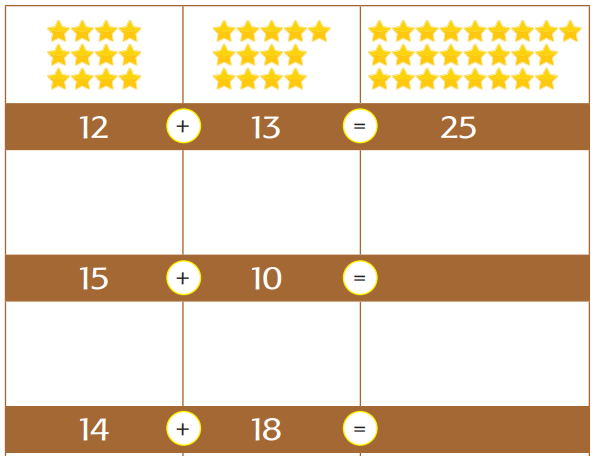 12 + 13 = 25
15 + 10 =
14 + 18 =